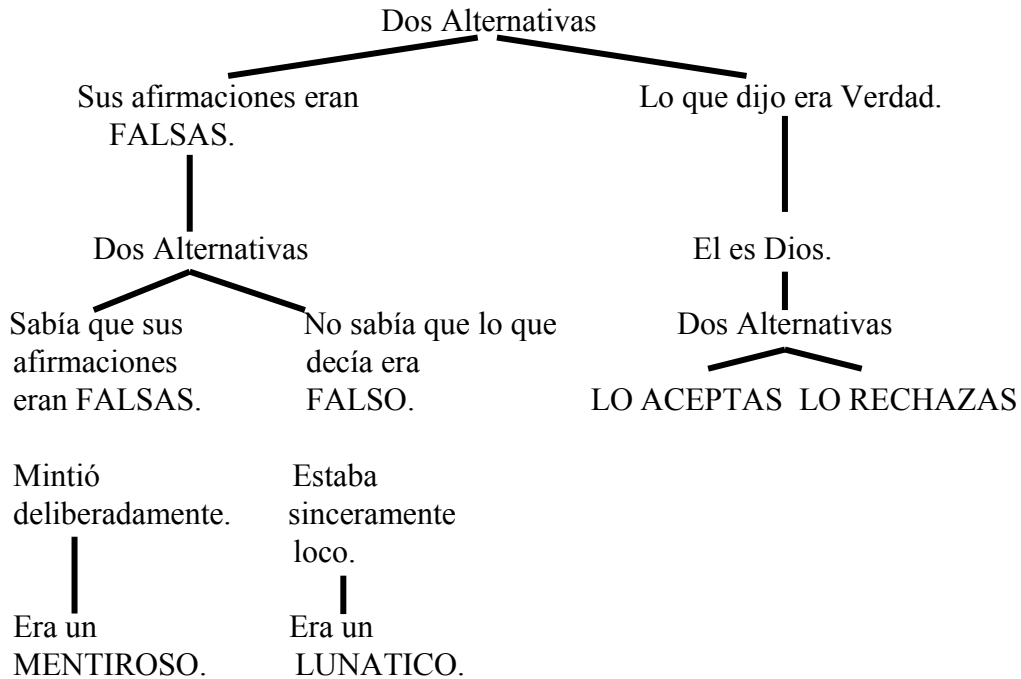 Dos Alternativas
Sus afirmaciones eran
FALSAS.
Lo que dijo era Verdad.
Dos Alternativas
El es Dios.
Sabía que sus
afirmaciones
eran FALSAS.
No sabía que lo que
decía era
FALSO.
Dos Alternativas
LO ACEPTAS LO RECHAZAS
Mintió
deliberadamente.
Estaba
sinceramente
loco.
Era un
MENTIROSO.
Era un
LUNATICO.